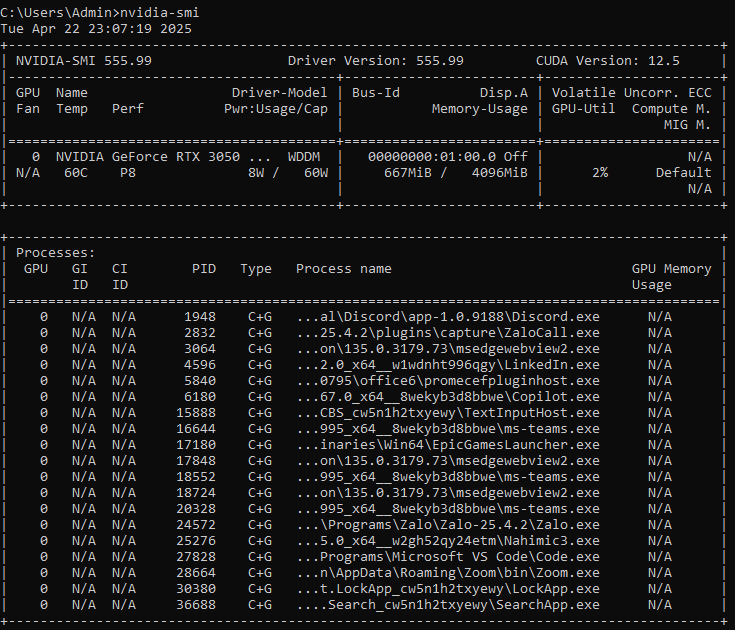 C:\Users\Admin>nvidia-smi
Tue Apr 22 23:07:19 2025
+-----------------------------------------------------------------------------------------+
| NVIDIA-SMI 555.99                 Driver Version: 555.99         CUDA Version: 12.5     |
|-----------------------------------------+------------------------+----------------------+
| GPU  Name                  Driver-Model | Bus-Id          Disp.A | Volatile Uncorr. ECC |
| Fan  Temp   Perf          Pwr:Usage/Cap |           Memory-Usage | GPU-Util  Compute M. |
|                                         |                        |               MIG M. |
|=========================================+========================+======================|
|   0  NVIDIA GeForce RTX 3050 ...  WDDM  |   00000000:01:00.0 Off |                  N/A |
| N/A   60C    P8              8W /   60W |     667MiB /   4096MiB |      2%      Default |
|                                         |                        |                  N/A |
+-----------------------------------------+------------------------+----------------------+

+-----------------------------------------------------------------------------------------+
| Processes:                                                                              |
|  GPU   GI   CI        PID   Type   Process name                              GPU Memory |
|        ID   ID                                                               Usage      |
|=========================================================================================|
|    0   N/A  N/A      1948    C+G   ...al\Discord\app-1.0.9188\Discord.exe      N/A      |
|    0   N/A  N/A      2832    C+G   ...25.4.2\plugins\capture\ZaloCall.exe      N/A      |
|    0   N/A  N/A      3064    C+G   ...on\135.0.3179.73\msedgewebview2.exe      N/A      |
|    0   N/A  N/A      4596    C+G   ...2.0_x64__w1wdnht996qgy\LinkedIn.exe      N/A      |
|    0   N/A  N/A      5840    C+G   ...0795\office6\promecefpluginhost.exe      N/A      |
|    0   N/A  N/A      6180    C+G   ...67.0_x64__8wekyb3d8bbwe\Copilot.exe      N/A      |
|    0   N/A  N/A     15888    C+G   ...CBS_cw5n1h2txyewy\TextInputHost.exe      N/A      |
|    0   N/A  N/A     16644    C+G   ...995_x64__8wekyb3d8bbwe\ms-teams.exe      N/A      |
|    0   N/A  N/A     17180    C+G   ...inaries\Win64\EpicGamesLauncher.exe      N/A      |
|    0   N/A  N/A     17848    C+G   ...on\135.0.3179.73\msedgewebview2.exe      N/A      |
|    0   N/A  N/A     18552    C+G   ...995_x64__8wekyb3d8bbwe\ms-teams.exe      N/A      |
|    0   N/A  N/A     18724    C+G   ...on\135.0.3179.73\msedgewebview2.exe      N/A      |
|    0   N/A  N/A     20328    C+G   ...995_x64__8wekyb3d8bbwe\ms-teams.exe      N/A      |
|    0   N/A  N/A     24572    C+G   ...\Programs\Zalo\Zalo-25.4.2\Zalo.exe      N/A      |
|    0   N/A  N/A     25276    C+G   ...5.0_x64__w2gh52qy24etm\Nahimic3.exe      N/A      |
|    0   N/A  N/A     27828    C+G   ...Programs\Microsoft VS Code\Code.exe      N/A      |
|    0   N/A  N/A     28664    C+G   ...n\AppData\Roaming\Zoom\bin\Zoom.exe      N/A      |
|    0   N/A  N/A     30380    C+G   ...t.LockApp_cw5n1h2txyewy\LockApp.exe      N/A      |
|    0   N/A  N/A     36688    C+G   ....Search_cw5n1h2txyewy\SearchApp.exe      N/A      |
+-----------------------------------------------------------------------------------------+